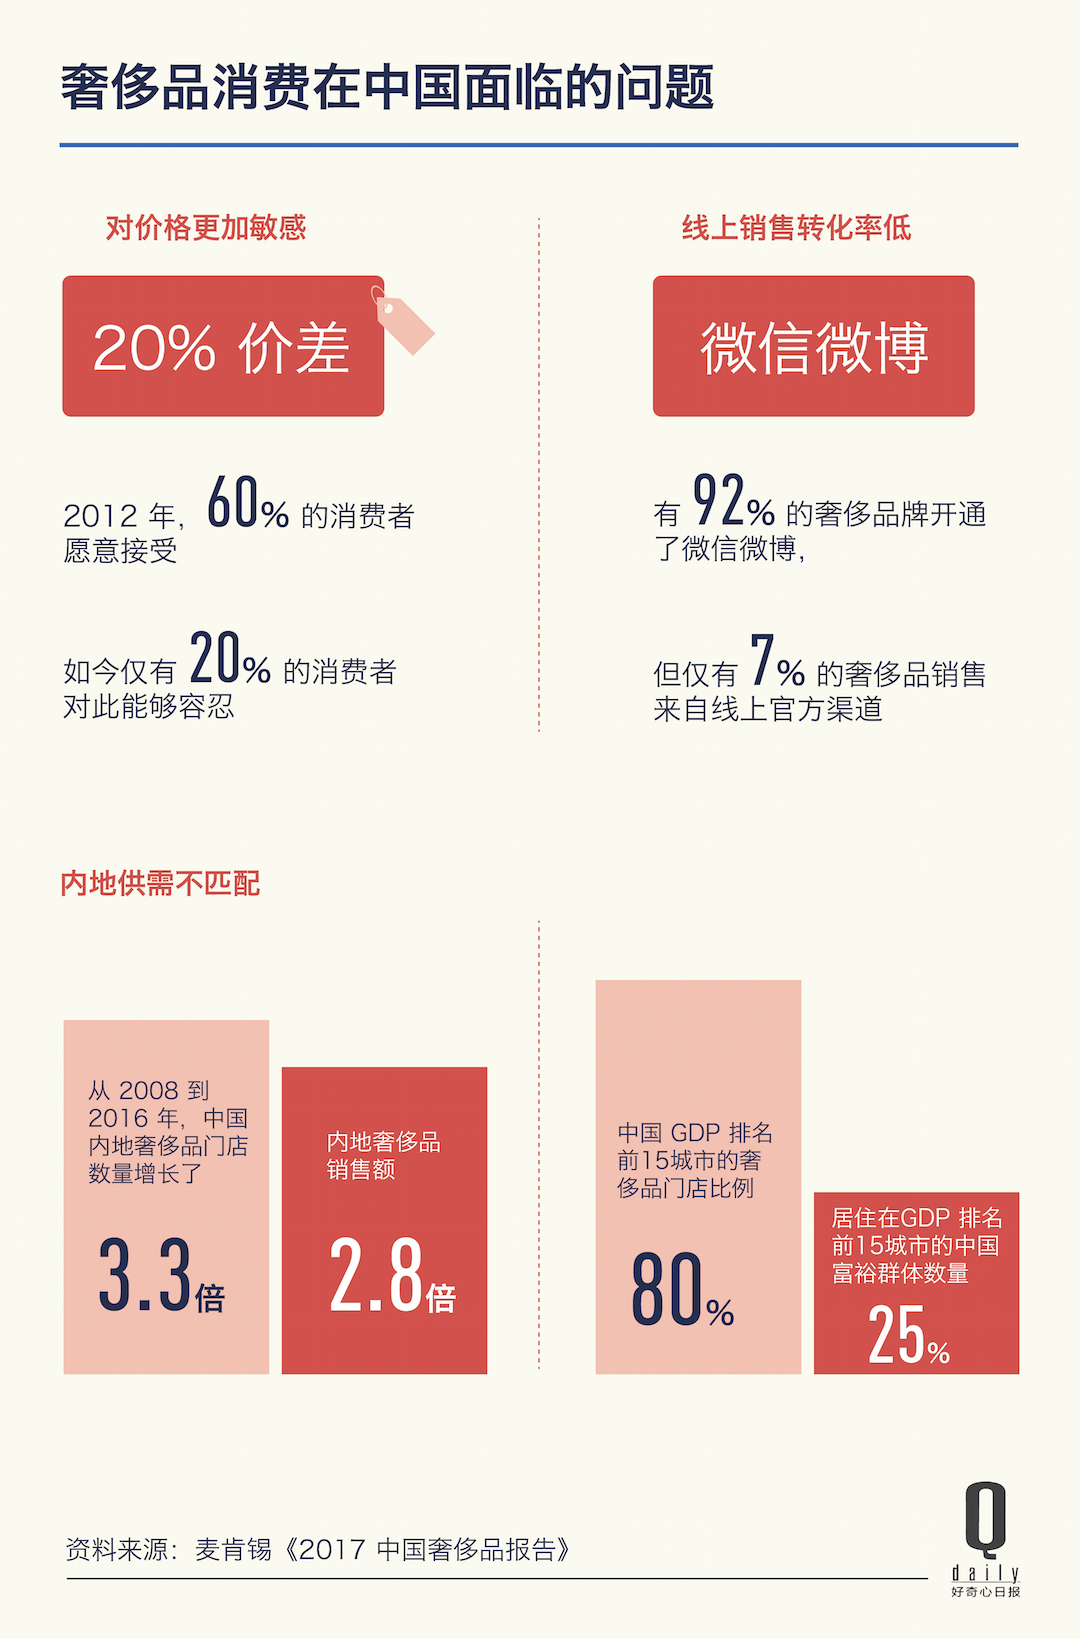 奢侈品消费在中国面临的问题
对价格更加敏感
20% 价差
2012 年，60% 的消费者
愿意接受
如今仅有 20% 的消费者
对此能够容忍
线上销售转化率低
微信微博
有 92% 的奢侈品牌开通
了微信微博，
但仅有 7% 的奢侈品销售
来自线上官方渠道
内地供需不匹配
从 2008 到
2016 年，中国
内地奢侈品门店
数量增长了
3.3倍
内地奢侈品
销售额
2.8倍
中国 GDP 排名
前15城市的奢
侈品门店比例
80%
居住在GDP 排名
前15城市的中国
富裕群体数量
25%
资料来源：麦肯锡《2017 中国奢侈品报告》
Q
daily
好奇心日报